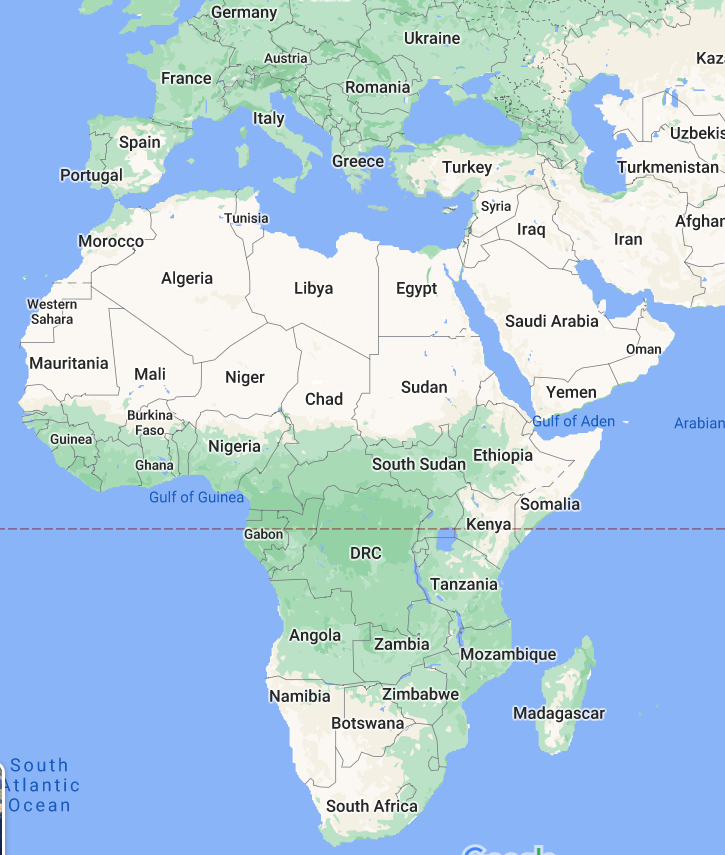 Germany
Ukraine
Austria
France
Romania
Italy
Spain
Greece
Portugal
Turkey
Turkmenistan
Syria
Tunisia
Iraq
Iran
Morocco
Algeria
Libya
Egypt
Western
Sahara
Saudi Arabia
Oman
Mauritania
Mali
Niger
Chad
Sudan
Yemen
Burkina
Faso
Gulf of Aden
Arabian
Guinea
Ghana
Nigeria
South Sudan
Ethiopia
Gulf of Guinea
Somalia
Kenya
Gabon
DRC
Tanzania
Angola
Zambia
Mozambique
Namibia
Zimbabwe
Botswana
Madagascar
South
Atlantic
Ocean
South Africa
Kaza
Uzbekis
Afghan
Google